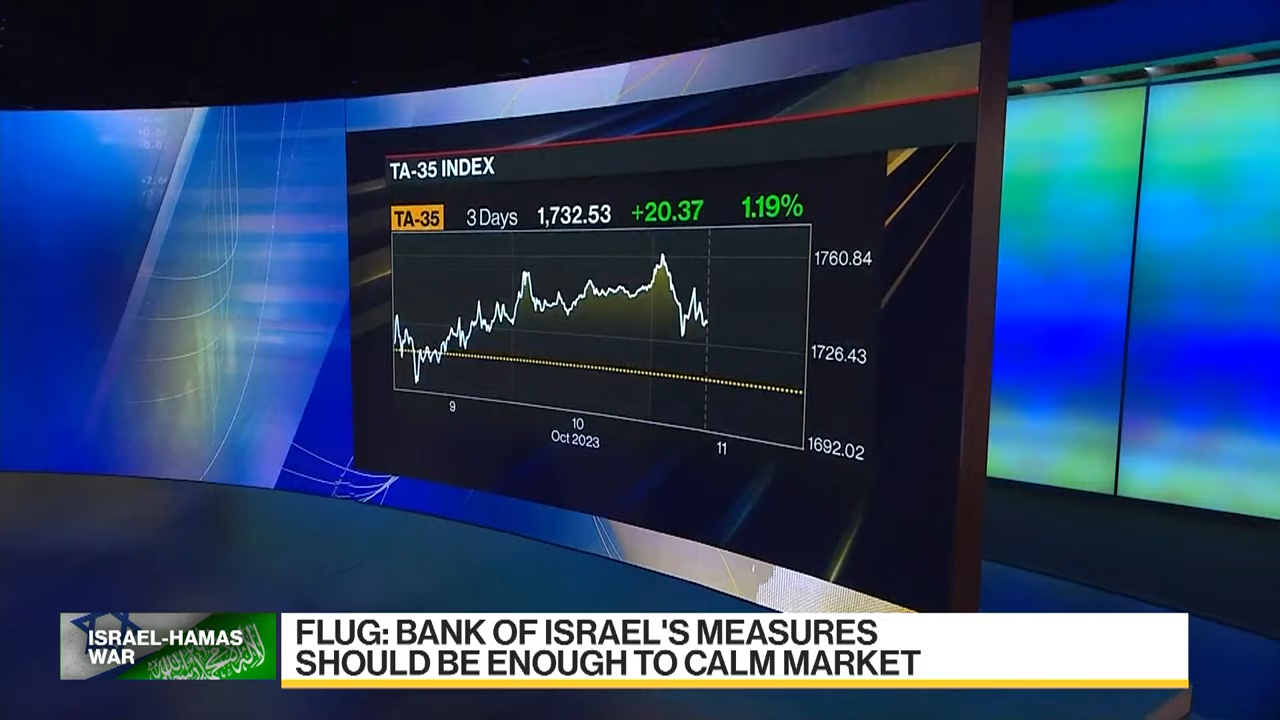 TA-35 INDEX
TA-35 3 Days 1,732.53 +20.37 1.19%
1760.84
1726.43
1692.02
9
10
11
Oct 2023
ISRAEL-HAMAS
WAR
FLUG: BANK OF ISRAEL'S MEASURES
SHOULD BE ENOUGH TO CALM MARKET